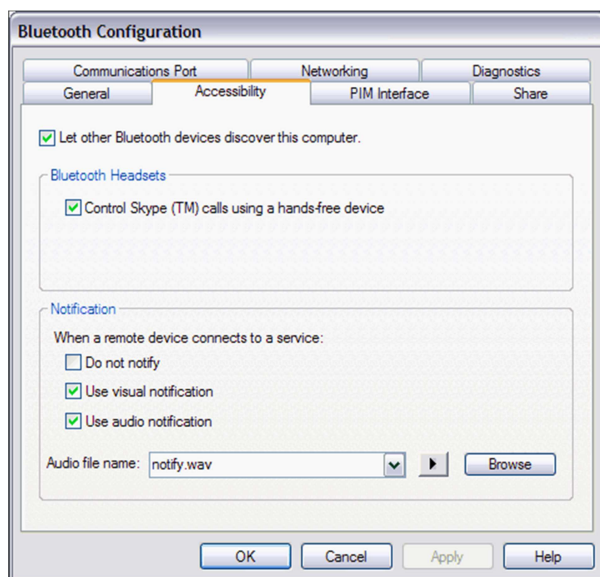 Bluetooth Configuration
Communications Port Networking Diagnostics
General Accessibility PIM Interface Share
Let other Bluetooth devices discover this computer.
Bluetooth Headsets
Control Skype (TM) calls using a hands-free device
Notification
When a remote device connects to a service:
Do not notify
Use visual notification
Use audio notification
Audio file name: notify.wav Browse
OK Cancel Apply Help